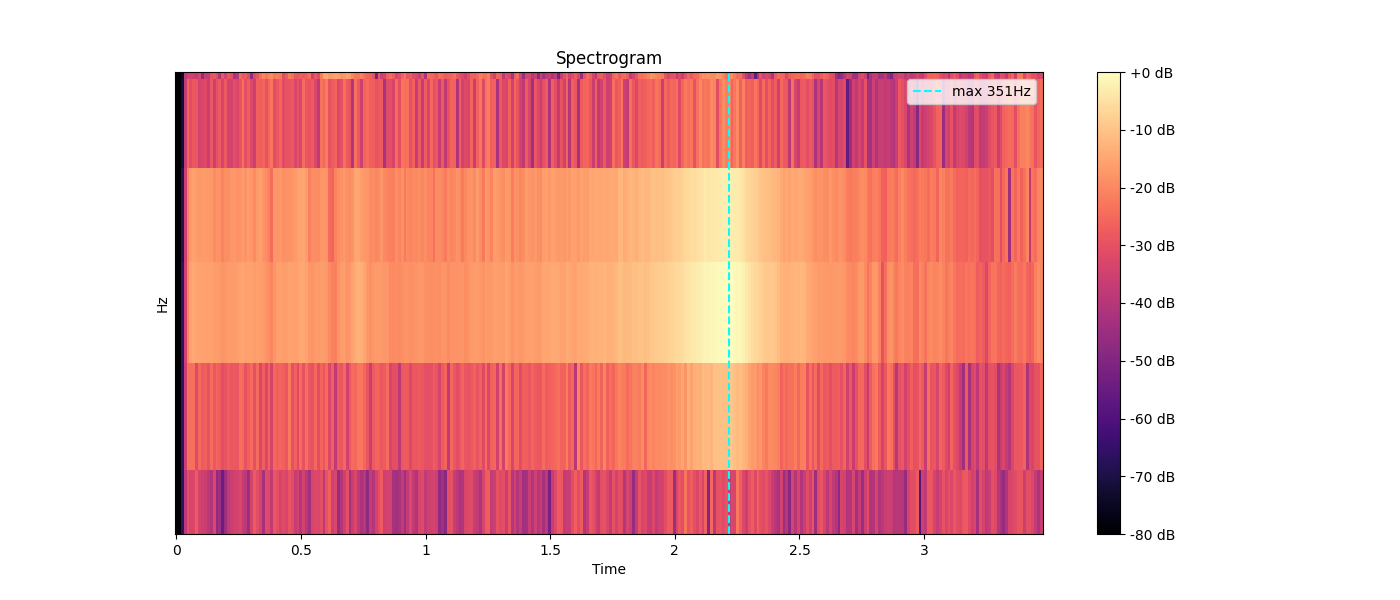 Spectrogram
max 351Hz
Hz
0
0.5
1
1.5
2
2.5
3
Time
+0 dB
-10 dB
-20 dB
-30 dB
-40 dB
-50 dB
-60 dB
-70 dB
-80 dB